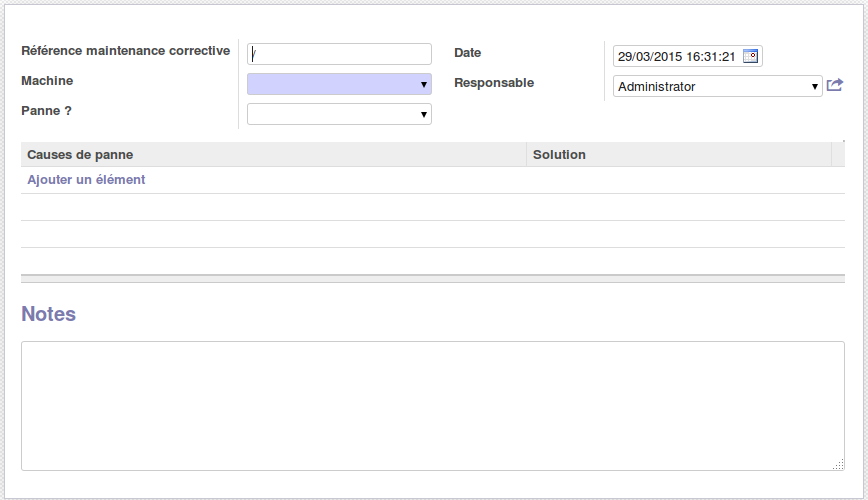 Référence maintenance corrective /
Date 29/03/2015 16:31:21
Machine
Responsable Administrator
Panne ?
Causes de panne Solution
Ajouter un élément
Notes